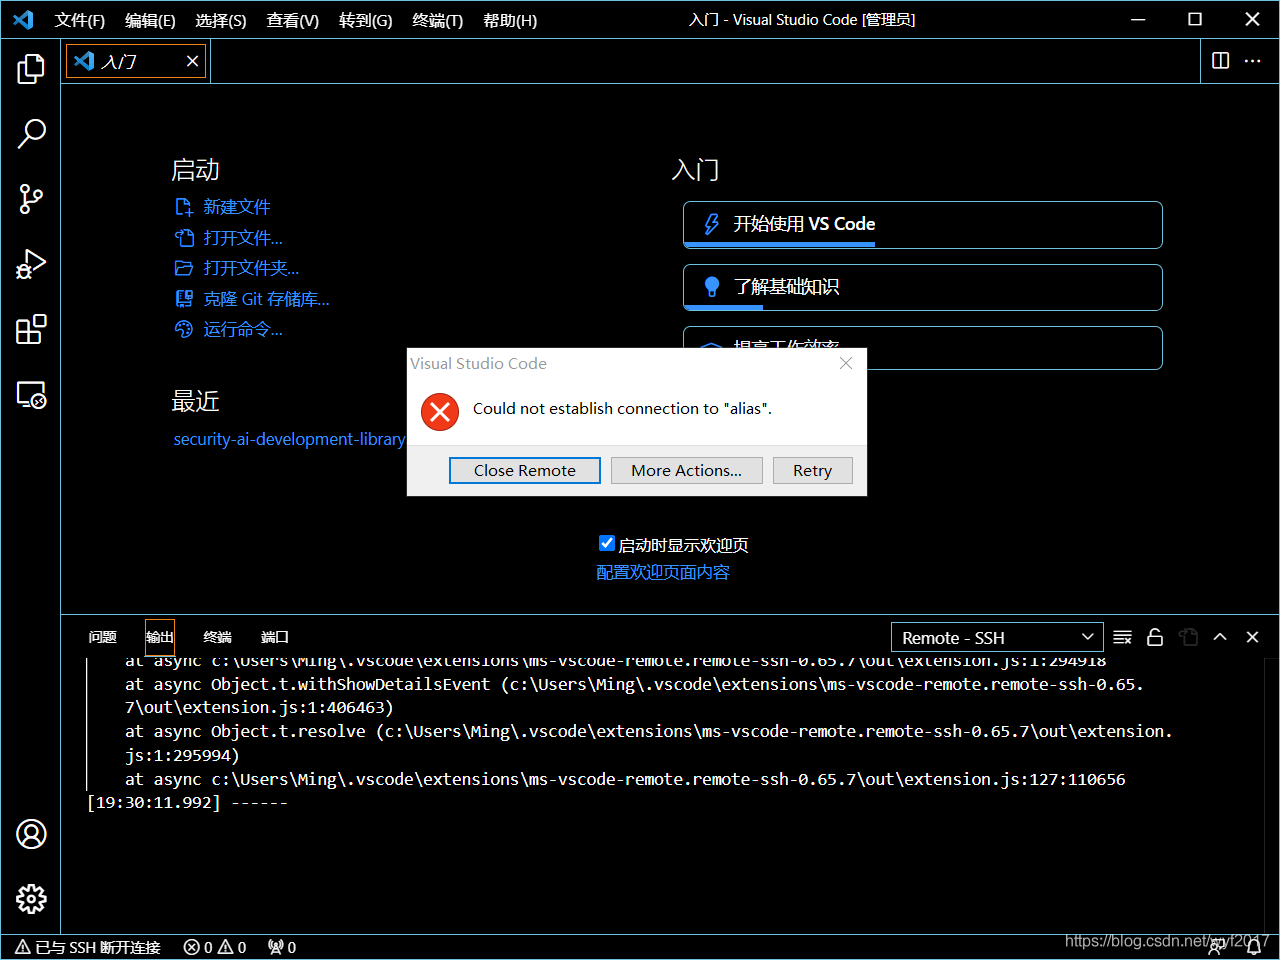 文件(F) 编辑(E) 选择(S) 查看(V) 转到(G) 终端(T) 帮助(H) 入门 - Visual Studio Code [管理员]
入门
启动
新建文件
打开文件...
打开文件夹...
克隆 Git 存储库...
运行命令...
最近
security-ai-development-library
入门
开始使用 VS Code
了解基础知识
提高工作效率
Visual Studio Code
Could not establish connection to "alias".
Close Remote More Actions... Retry
启动时显示欢迎页
配置欢迎页面内容
问题 输出 终端 端口 Remote - SSH
at async c:\Users\Ming\.vscode\extensions\ms-vscode-remote.remote-ssh-0.65.7\out\extension.js:1:294918
at async Object.t.withShowDetailsEvent (c:\Users\Ming\.vscode\extensions\ms-vscode-remote.remote-ssh-0.65.
7\out\extension.js:1:406463)
at async Object.t.resolve (c:\Users\Ming\.vscode\extensions\ms-vscode-remote.remote-ssh-0.65.7\out\extension.
js:1:295994)
at async c:\Users\Ming\.vscode\extensions\ms-vscode-remote.remote-ssh-0.65.7\out\extension.js:127:110656
[19:30:11.992] ------
已与 SSH 断开连接 0 0 0